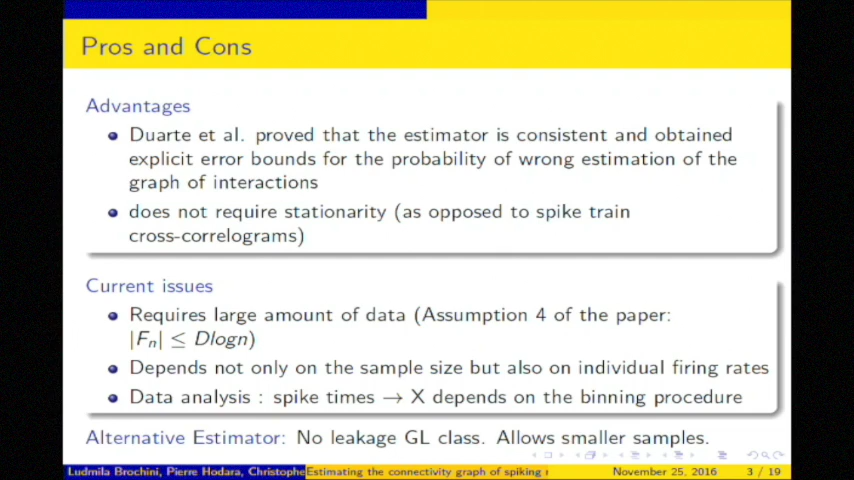 Pros and Cons
Advantages
Duarte et al. proved that the estimator is consistent and obtained
explicit error bounds for the probability of wrong estimation of the
graph of interactions
does not require stationarity (as opposed to spike train
cross-correlograms)
Current issues
Requires large amount of data (Assumption 4 of the paper:
|Fₙ| ≤ Dlogn)
Depends not only on the sample size but also on individual firing rates
Data analysis : spike times → X depends on the binning procedure
Alternative Estimator: No leakage GL class. Allows smaller samples.
Ludmila Brochini, Pierre Hodara, Christophe Estimating the connectivity graph of spiking November 25, 2016 3 / 19